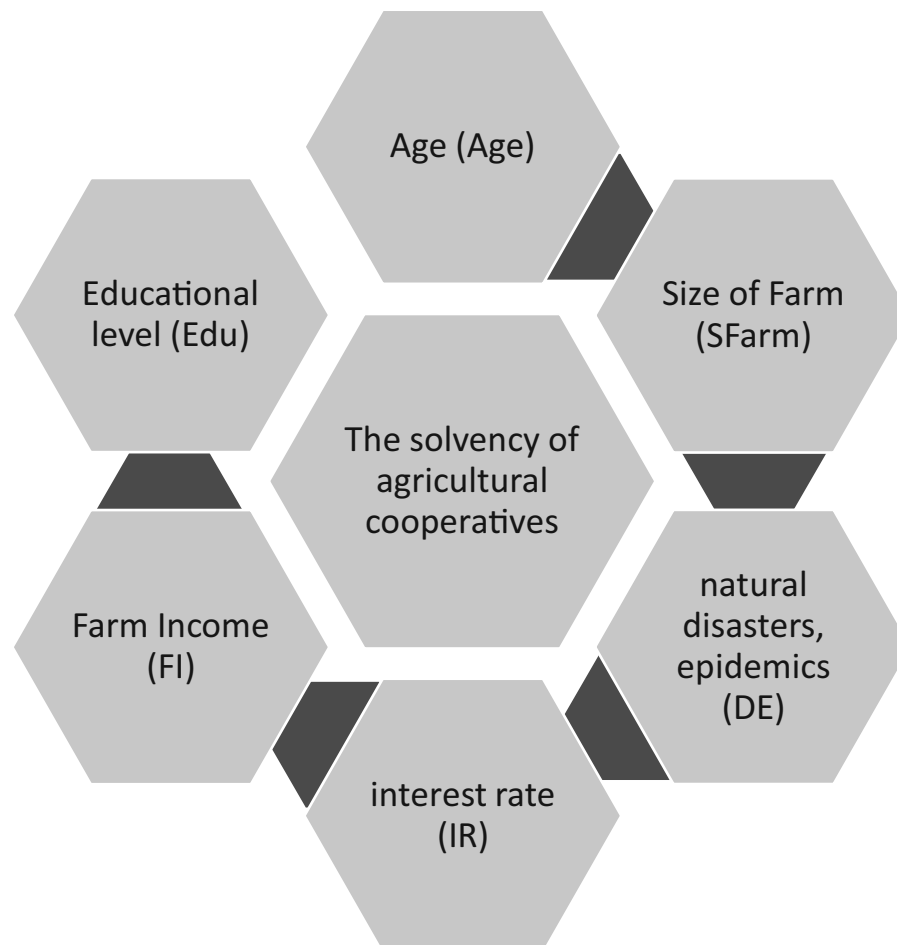 Age (Age)
Educational
level (Edu)
Size of Farm
(SFarm)
The solvency of
agricultural
cooperatives
Farm Income
(FI)
natural
disasters,
epidemics
(DE)
interest rate
(IR)